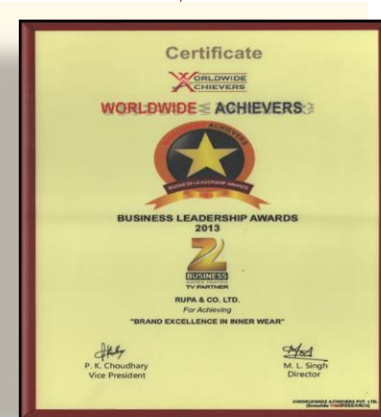 Certificate
WORLDWIDE
ACHIEVERS
WORLDWIDE ACHIEVERS
ACHIEVERS
BUSINESS LEADERSHIP AWARDS
BUSINESS LEADERSHIP AWARDS
2013
Z
BUSINESS
TV PARTNER
RUPA & CO. LTD.
For Achieving
"BRAND EXCELLENCE IN INNER WEAR"
P. K. Choudhary
Vice President
M. L. Singh
Director
WORLDWIDE ACHIEVERS PVT. LTD.